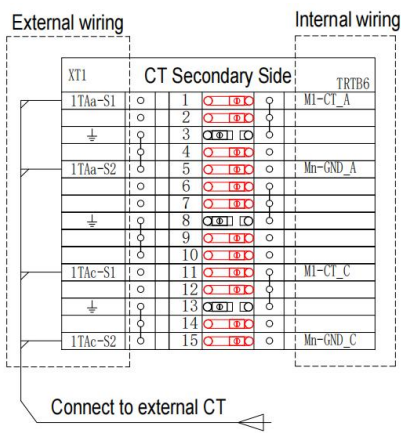 External wiring
Internal wiring
XT1 CT Secondary Side TRTB6
1TAa-S1 1 M1-CT_A
2
3
4
1TAa-S2 5 Mn-GND_A
6
7
8
9
10
1TAc-S1 11 M1-CT_C
12
13
14
1TAc-S2 15 Mn-GND_C
Connect to external CT